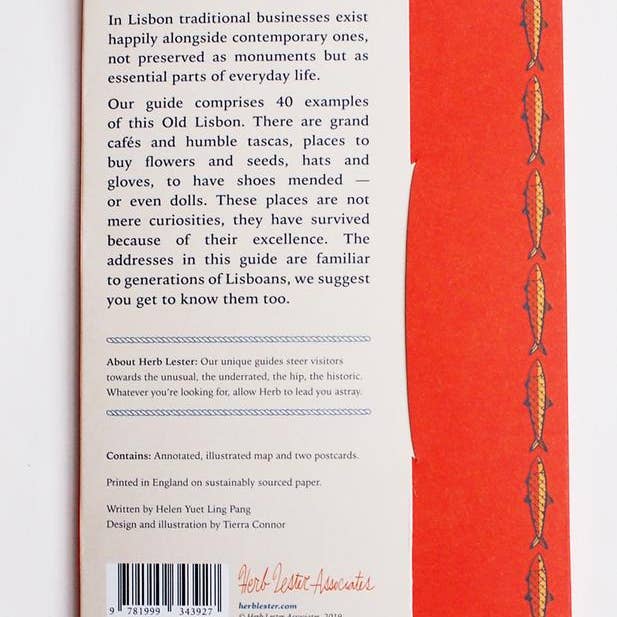 In Lisbon traditional businesses exist
happily alongside contemporary ones,
not preserved as monuments but as
essential parts of everyday life.
Our guide comprises 40 examples
of this Old Lisbon. There are grand
cafés and humble tascas, places to
buy flowers and seeds, hats and
gloves, to have shoes mended —
or even dolls. These places are not
mere curiosities, they have survived
because of their excellence. The
addresses in this guide are familiar
to generations of Lisboans, we suggest
you get to know them too.
About Herb Lester: Our unique guides steer visitors
towards the unusual, the underrated, the hip, the historic.
Whatever you're looking for, allow Herb to lead you astray.
Contains: Annotated, illustrated map and two postcards.
Printed in England on sustainably sourced paper.
Written by Helen Yuet Ling Pang
Design and illustration by Tierra Connor
Herb Lester Associates
9 781999 343927
herblester.com
© Herb Lester Associates 2019